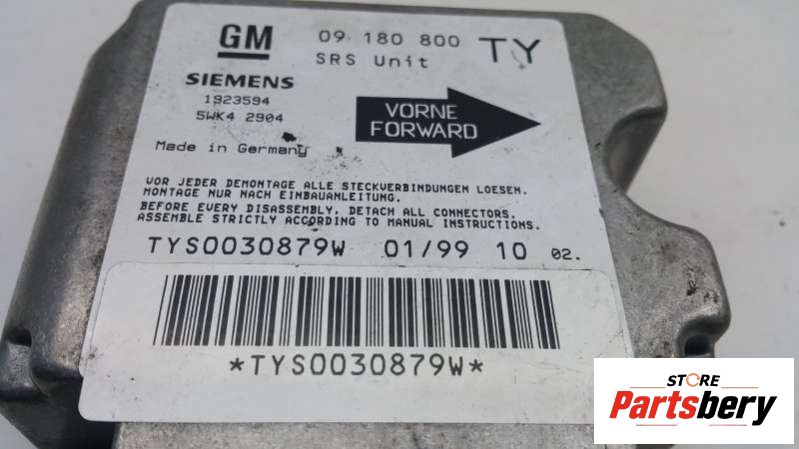 GM 09 180 800 TY
SRS Unit
SIEMENS
1923594
5WK4 2904
VORNE
FORWARD
Made in Germany
VOR JEDER DEMONTAGE ALLE STECKVERBINDUNGEN LOESEN.
MONTAGE NUR NACH EINBAUANLEITUNG.
BEFORE EVERY DISASSEMBLY, DETACH ALL CONNECTORS.
ASSEMBLE STRICTLY ACCORDING TO MANUAL INSTRUCTIONS.
TYS0030879W 01/99 10 02.
*TYS0030879W*
STORE
Partsbery